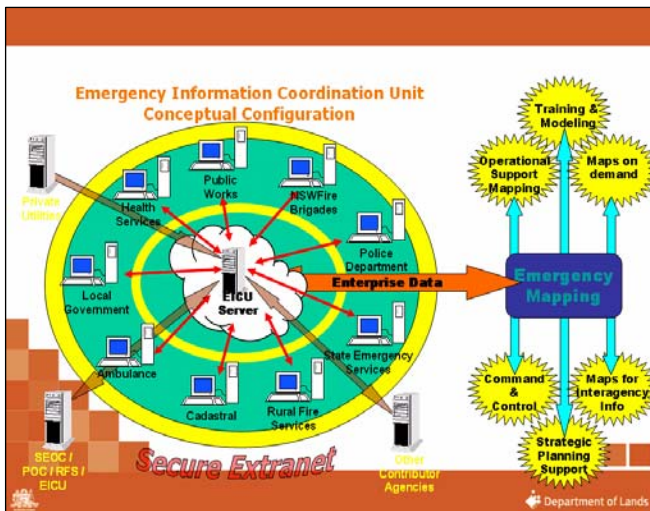 Emergency Information Coordination Unit
Conceptual Configuration
Private
Utilities
Health
Services
Public
Works
NSWFire
Brigades
Police
Department
Local
Government
EICU
Server
Enterprise Data
Ambulance
Cadastral
Rural Fire
Services
State Emergency
Services
SEOC /
POC / RFS /
EICU
Secure Extranet
Other
Contributor
Agencies
Training &
Modeling
Operational
Support
Mapping
Maps on
demand
Emergency
Mapping
Command
&
Control
Maps for
Interagency
Info
Strategic
Planning
Support
Department of Lands